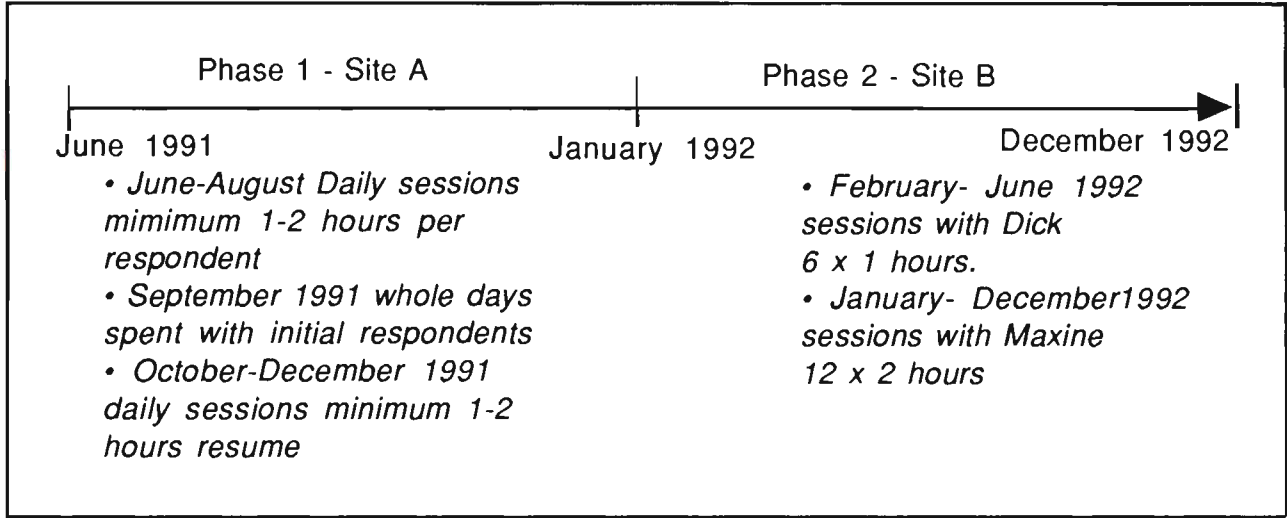 Phase 1 - Site A
Phase 2 - Site B
June 1991
January 1992
December 1992
• June-August Daily sessions
mimimum 1-2 hours per
respondent
• September 1991 whole days
spent with initial respondents
• October-December 1991
daily sessions minimum 1-2
hours resume
• February- June 1992
sessions with Dick
6 x 1 hours.
• January- December1992
sessions with Maxine
12 x 2 hours